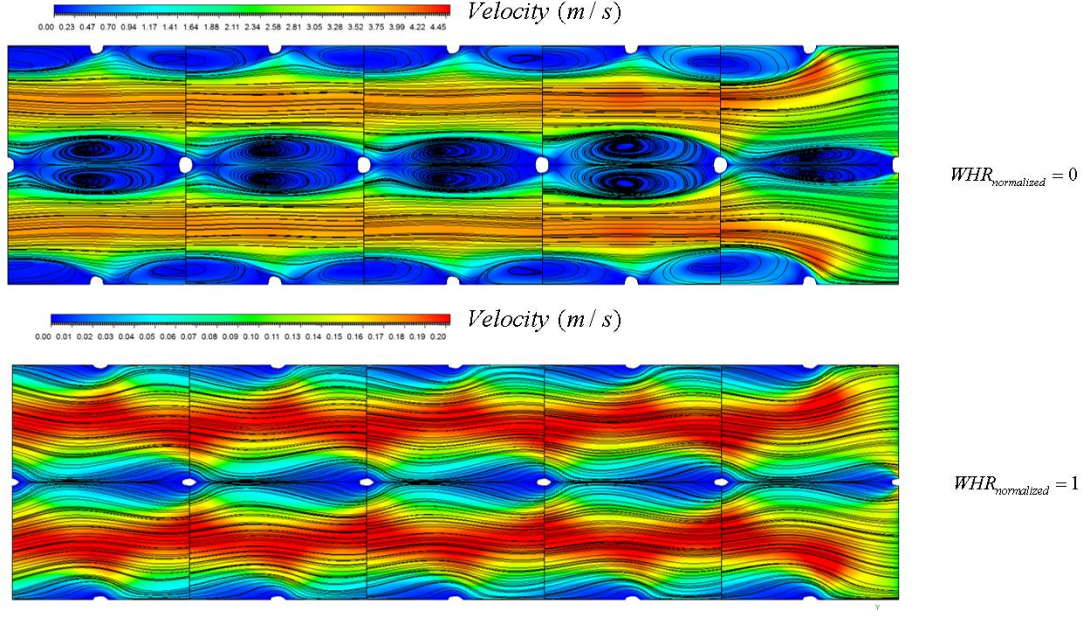 Velocity (m / s)
0.00 0.23 0.47 0.70 0.94 1.17 1.41 1.64 1.88 2.11 2.34 2.58 2.81 3.05 3.28 3.52 3.75 3.99 4.22 4.45
WHRnormalized = 0
Velocity (m / s)
0.00 0.01 0.02 0.03 0.04 0.05 0.06 0.07 0.08 0.09 0.10 0.11 0.12 0.13 0.14 0.15 0.16 0.17 0.18 0.19 0.20
WHRnormalized = 1
Y